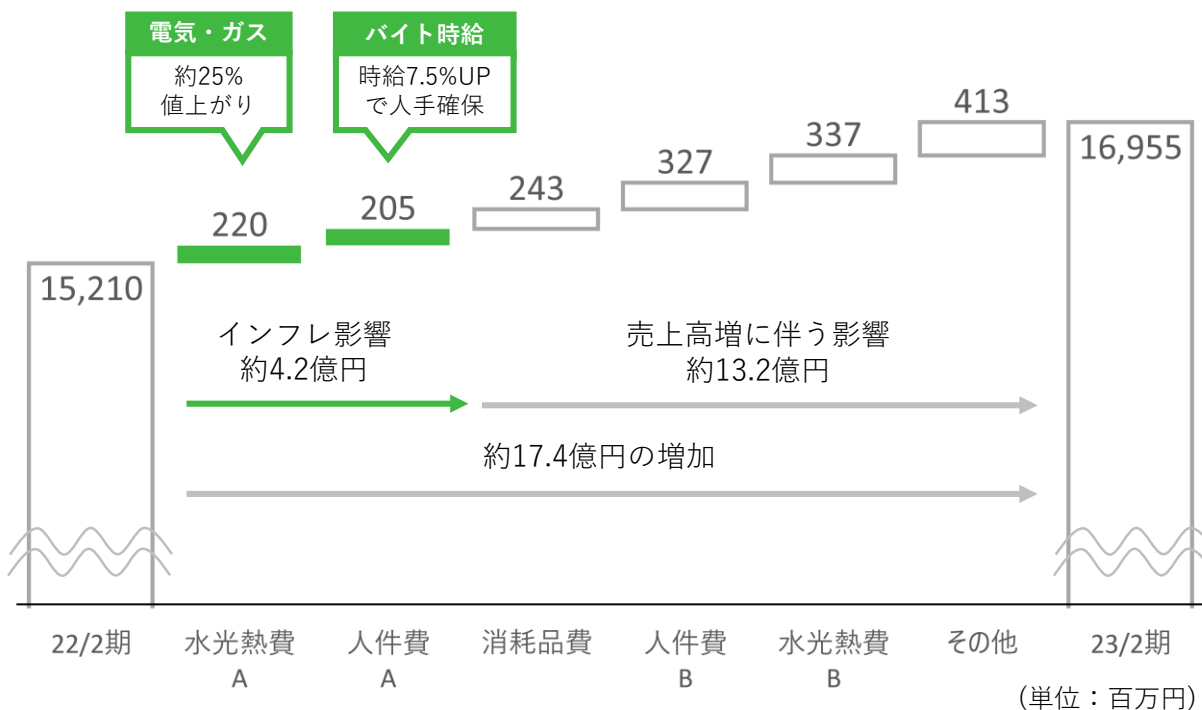 電気・ガス
約25%
値上がり
バイト時給
時給7.5%UP
で人手確保
15,210
220
205
243
327
337
413
16,955
インフレ影響
約4.2億円
売上高増に伴う影響
約13.2億円
約17.4億円の増加
22/2期
水光熱費
A
人件費
A
消耗品費
人件費
B
水光熱費
B
その他
23/2期
(単位：百万円)